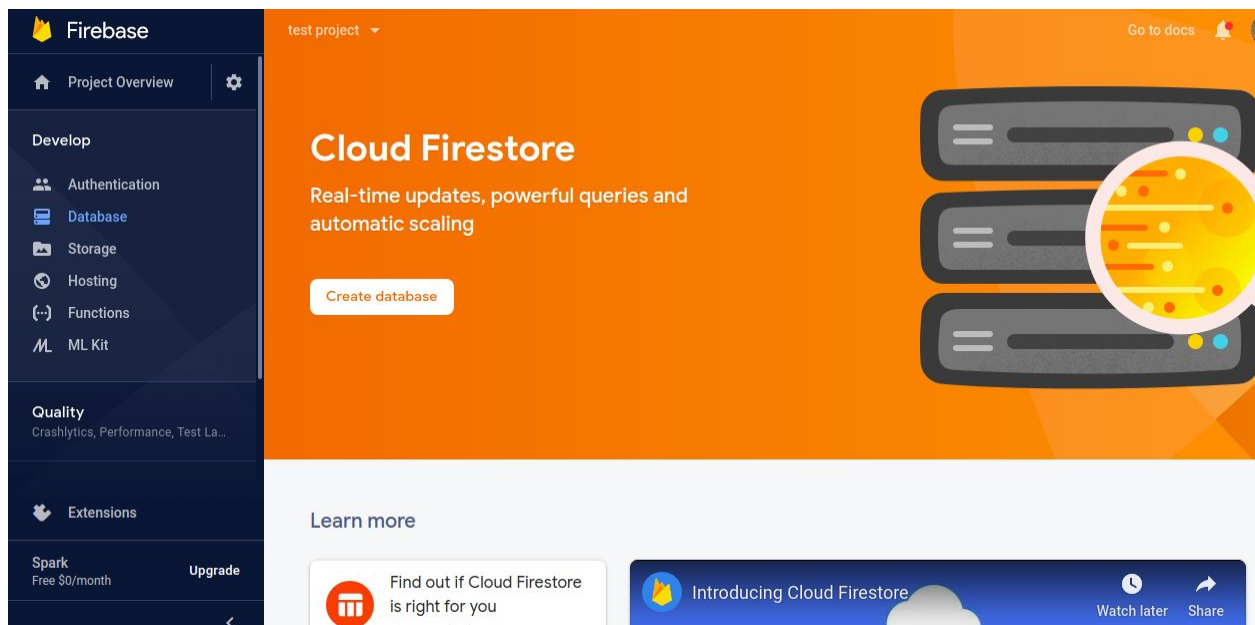 Firebase
test project
Go to docs
Project Overview
Develop
Authentication
Database
Storage
Hosting
Functions
ML Kit
Quality
Crashlytics, Performance, Test La...
Extensions
Spark
Free $0/month
Upgrade
Cloud Firestore
Real-time updates, powerful queries and
automatic scaling
Create database
Learn more
Find out if Cloud Firestore
is right for you
Introducing Cloud Firestore
Watch later
Share